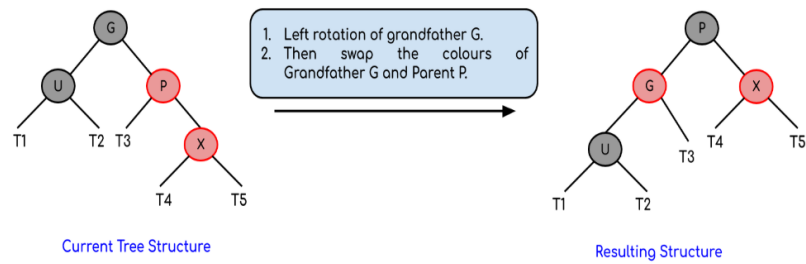 G
U
P
X
T1
T2
T3
T4
T5
Current Tree Structure
1. Left rotation of grandfather G.
2. Then swap the colours of
Grandfather G and Parent P.
P
G
X
U
T3
T4
T5
T1
T2
Resulting Structure